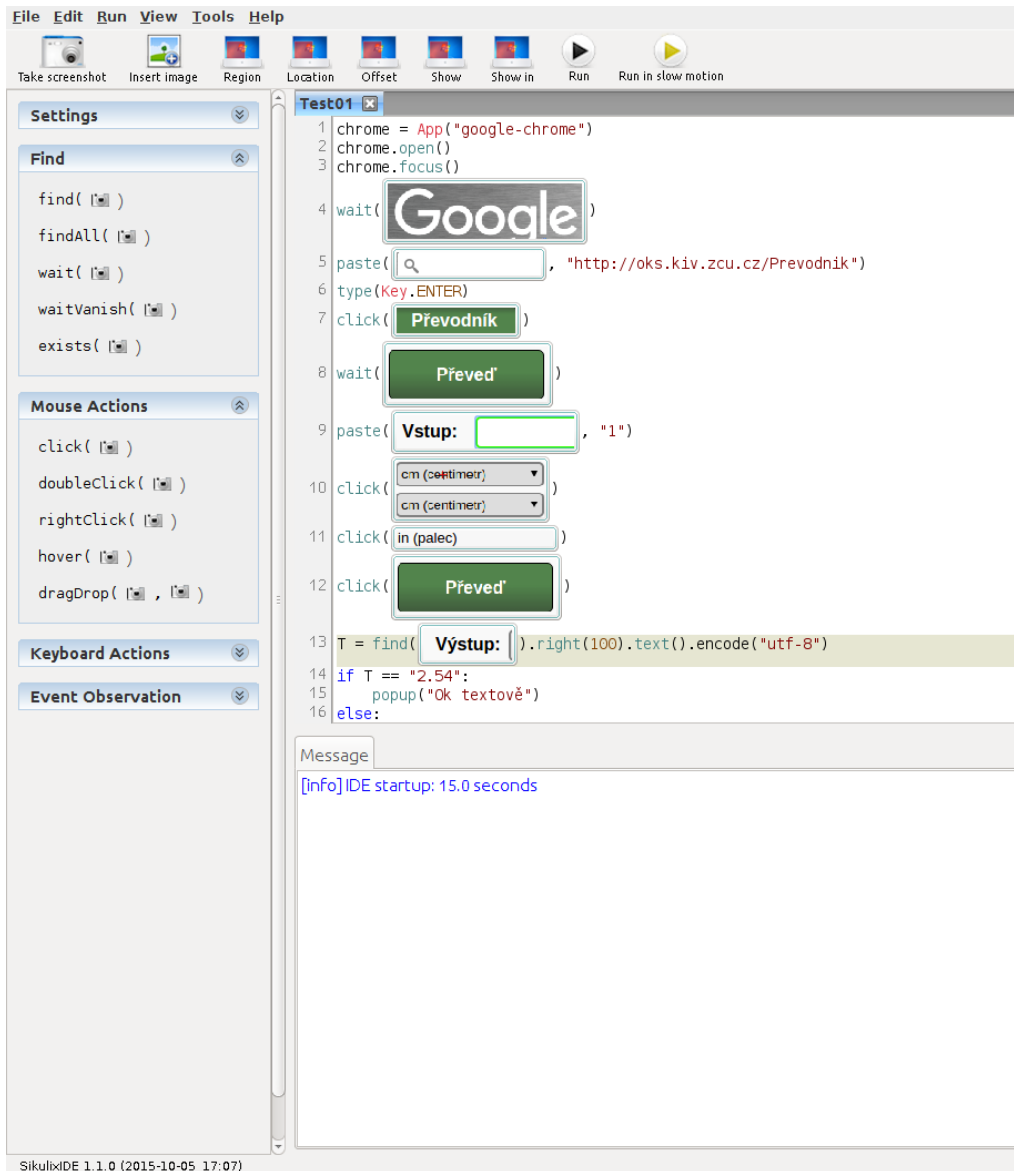 File Edit Run View Tools Help
Take screenshot Insert image Region Location Offset Show Show in Run Run in slow motion
Settings
Find
find( )
findAll( )
wait( )
waitVanish( )
exists( )
Mouse Actions
click( )
doubleClick( )
rightClick( )
hover( )
dragDrop( , )
Keyboard Actions
Event Observation
Test01
1 chrome = App("google-chrome")
2 chrome.open()
3 chrome.focus()
4 wait( Google )
5 paste( , "http://oks.kiv.zcu.cz/Prevodnik")
6 type(Key.ENTER)
7 click( Převodník )
8 wait( Převeď )
9 paste( Vstup: , "1")
cm (centimetr)
10 click( )
cm (centimetr)
11 click( in (palec) )
12 click( Převeď )
13 T = find( Výstup: ).right(100).text().encode("utf-8")
14 if T == "2.54":
15 popup("Ok textově")
16 else:
Message
[info] IDE startup: 15.0 seconds
SikulixIDE 1.1.0 (2015-10-05 17:07)